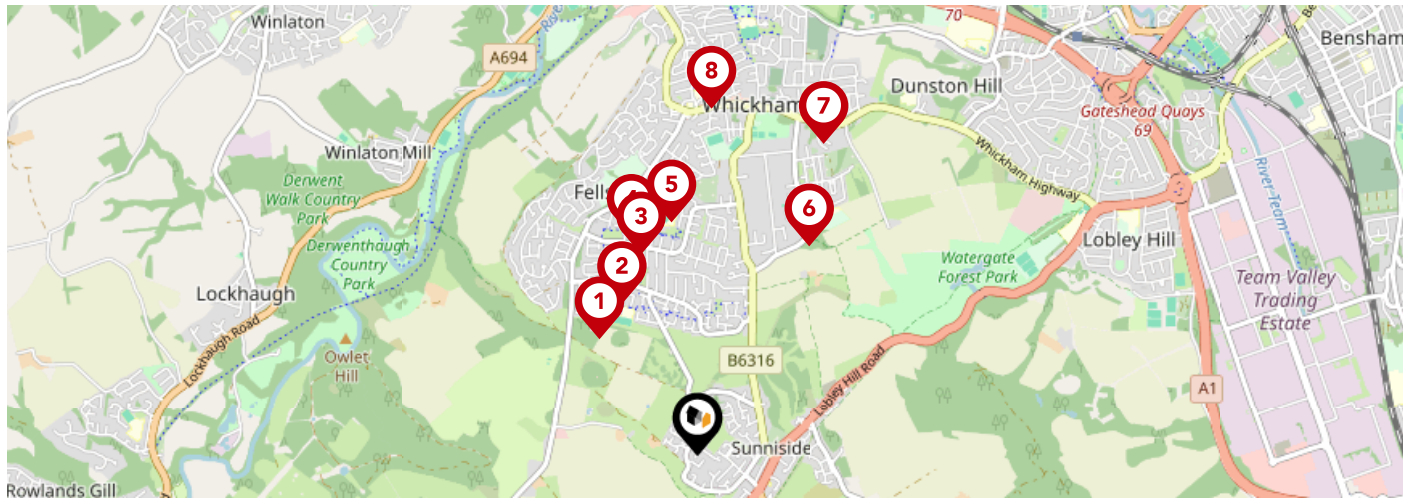 Winlaton
A694
70
Bensham
8
Whickham
7
Dunston Hill
Gateshead Quays
69
Winlaton Mill
Whickham Highway
River Team
Derwent
Walk Country
Park
5
3
6
Derwenthaugh
Country
Park
2
Lobley Hill
Watergate
Forest Park
Team Valley
Trading
Estate
Lockhaugh
1
Lockhaugh Road
Owlet
Hill
B6316
Lobley Hill Road
A1
Sunniside
Rowlands Gill